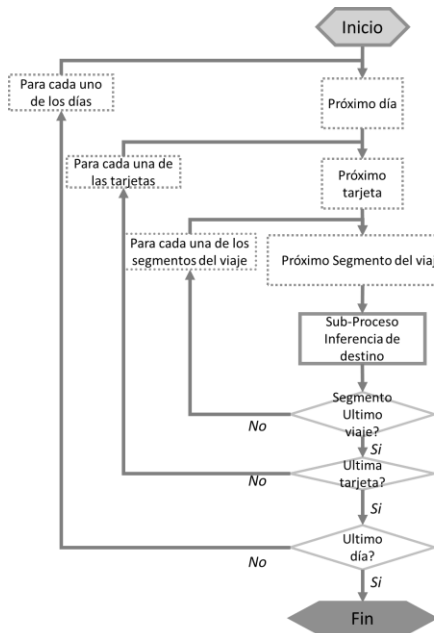 Inicio
Para cada uno
de los días
Próximo día
Para cada una de
las tarjetas
Próximo
tarjeta
Para cada una de los
segmentos del viaje
Próximo Segmento del viaj
Sub-Proceso
Inferencia de
destino
Segmento
Ultimo
viaje?
No
Si
Ultima
tarjeta?
No
Si
Ultimo
día?
No
Si
Fin